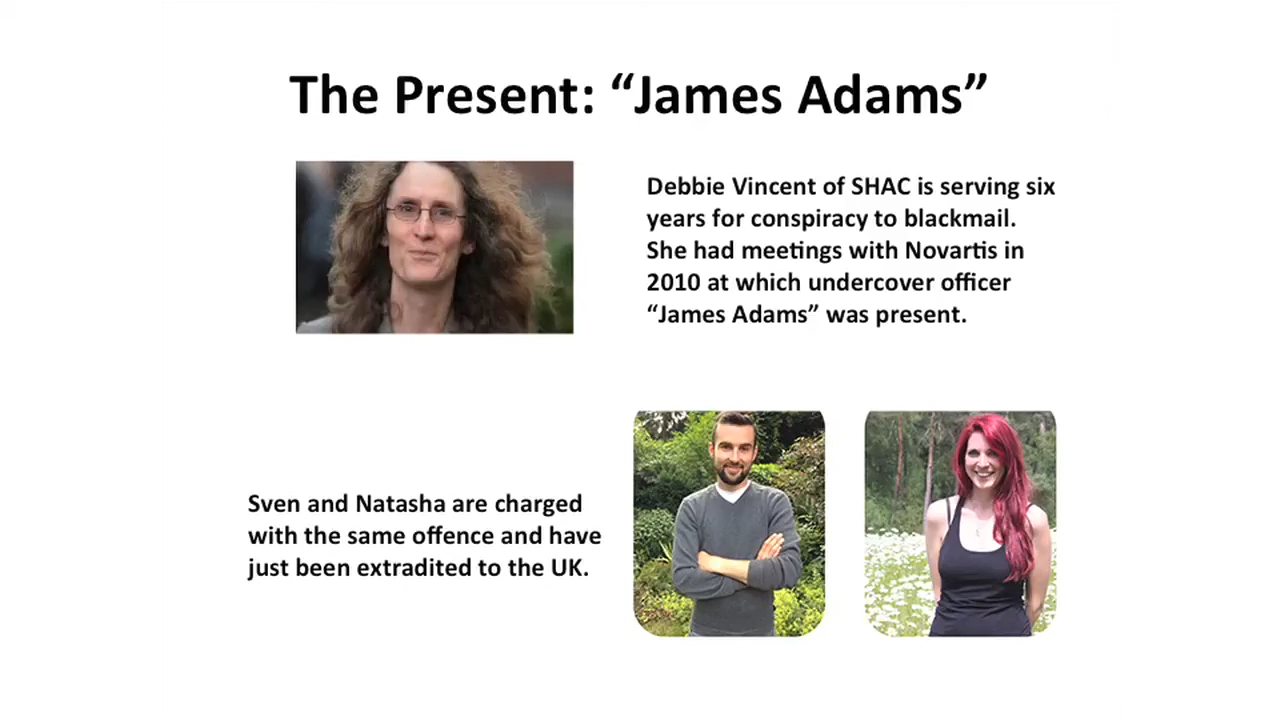 The Present: “James Adams”
Debbie Vincent of SHAC is serving six
years for conspiracy to blackmail.
She had meetings with Novartis in
2010 at which undercover officer
“James Adams” was present.
Sven and Natasha are charged
with the same offence and have
just been extradited to the UK.